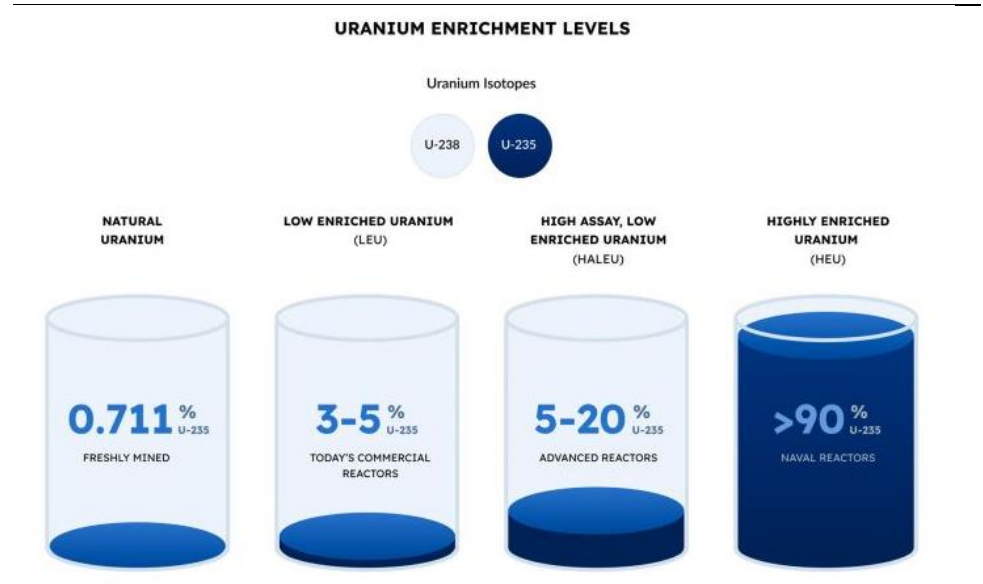 URANIUM ENRICHMENT LEVELS
Uranium Isotopes
U-238
U-235
NATURAL
URANIUM
LOW ENRICHED URANIUM
(LEU)
HIGH ASSAY, LOW
ENRICHED URANIUM
(HALEU)
HIGHLY ENRICHED
URANIUM
(HEU)
0.711 %
U-235
FRESHLY MINED
3-5 %
U-235
TODAY'S COMMERCIAL
REACTORS
5-20 %
U-235
ADVANCED REACTORS
>90 %
U-235
NAVAL REACTORS